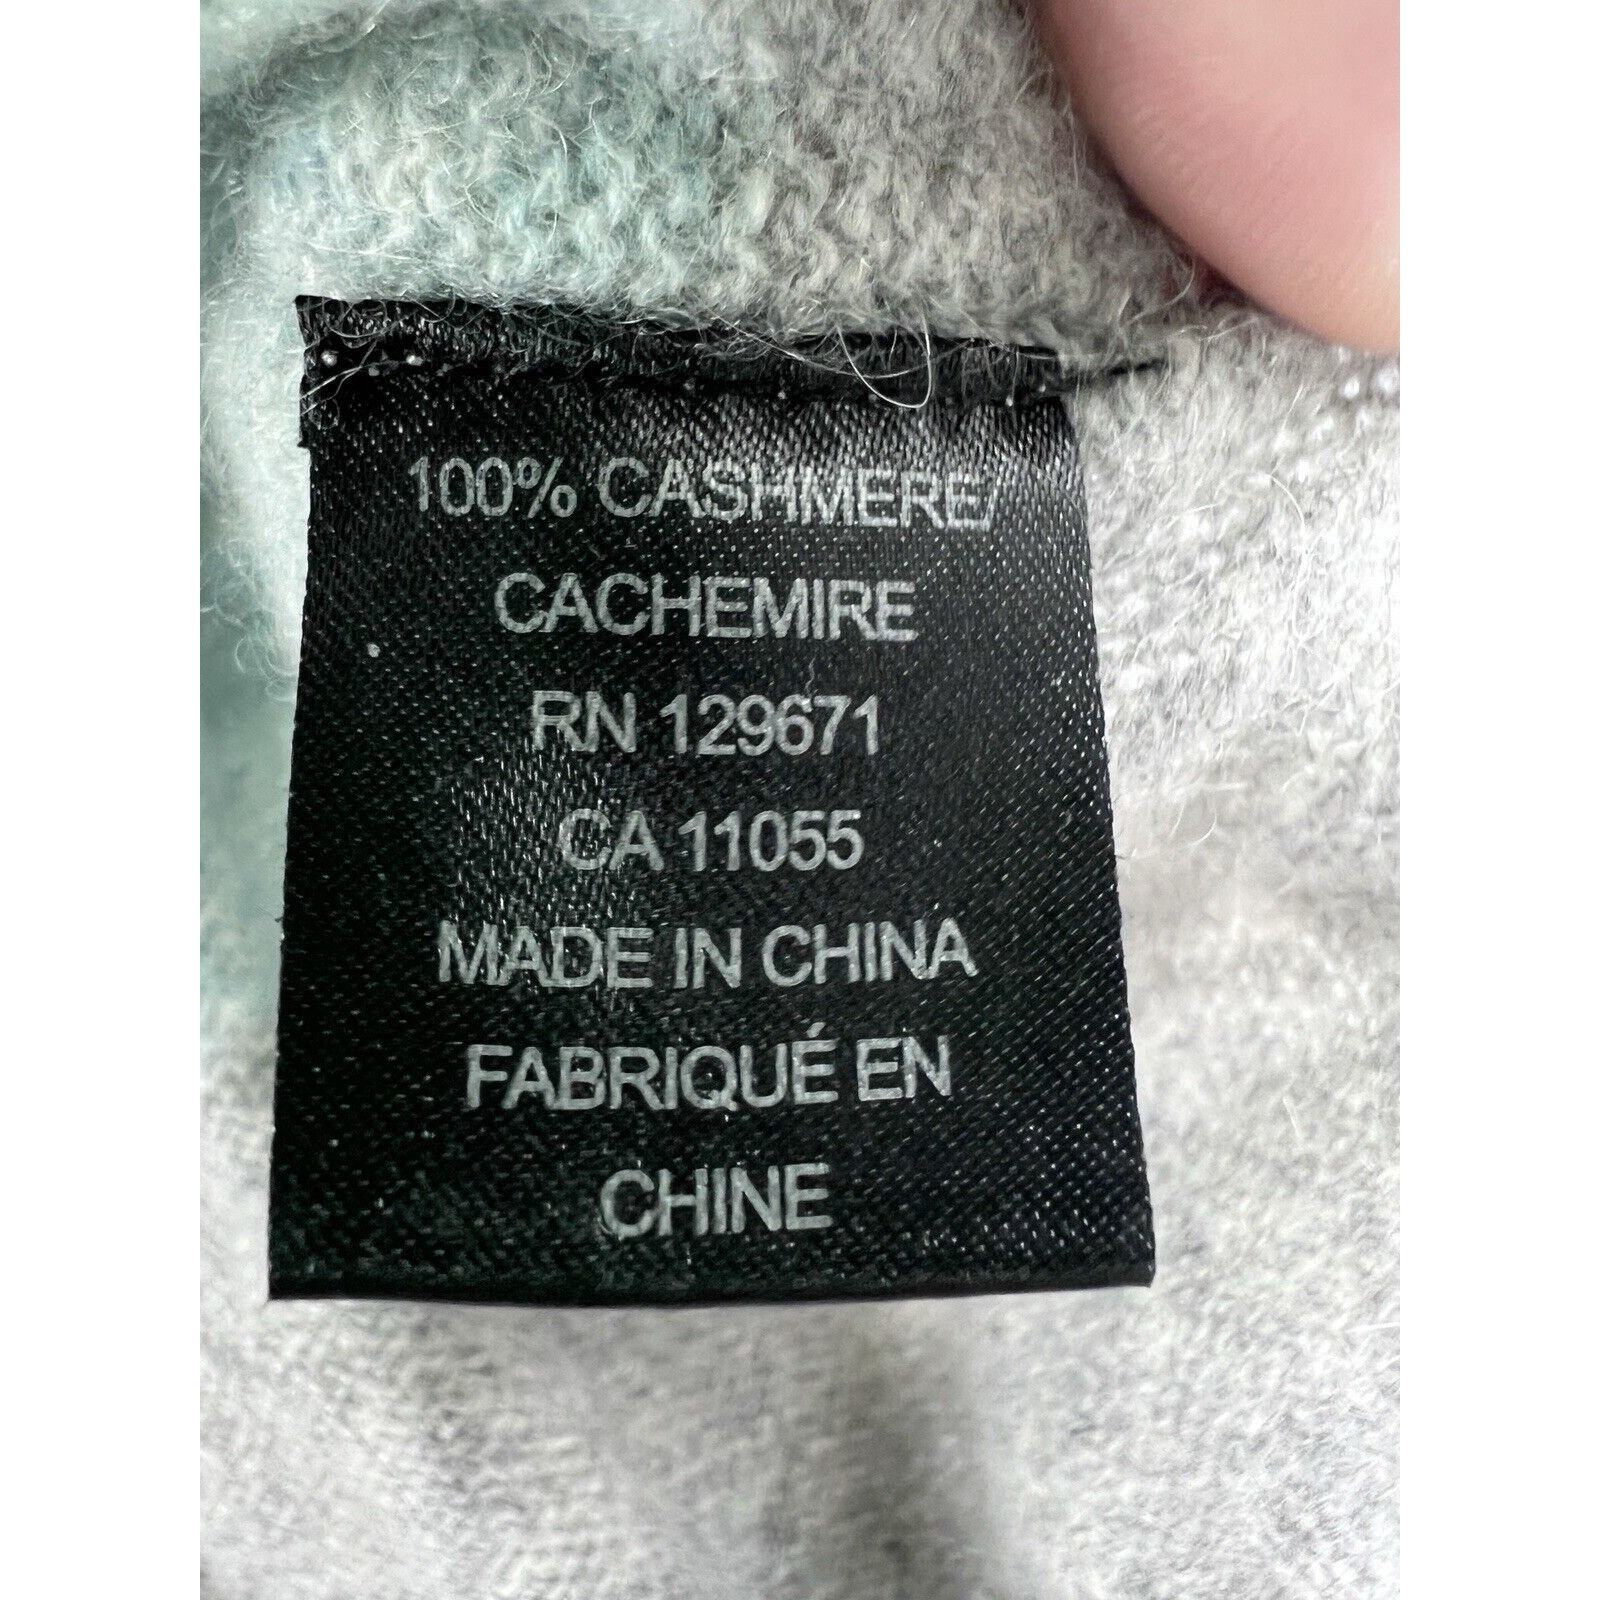 100% CASHMERE/
CACHEMIRE
RN 129671
CA 11055
MADE IN CHINA
FABRIQUÉ EN
CHINE